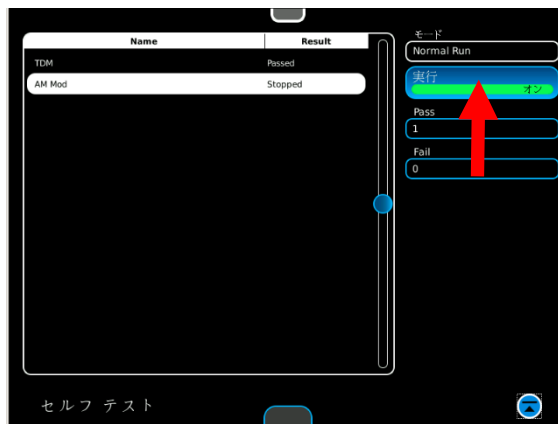 Name Result
TDM Passed
AM Mod Stopped
モード
Normal Run
実行
オン
Pass
1
Fail
0
セルフ テスト